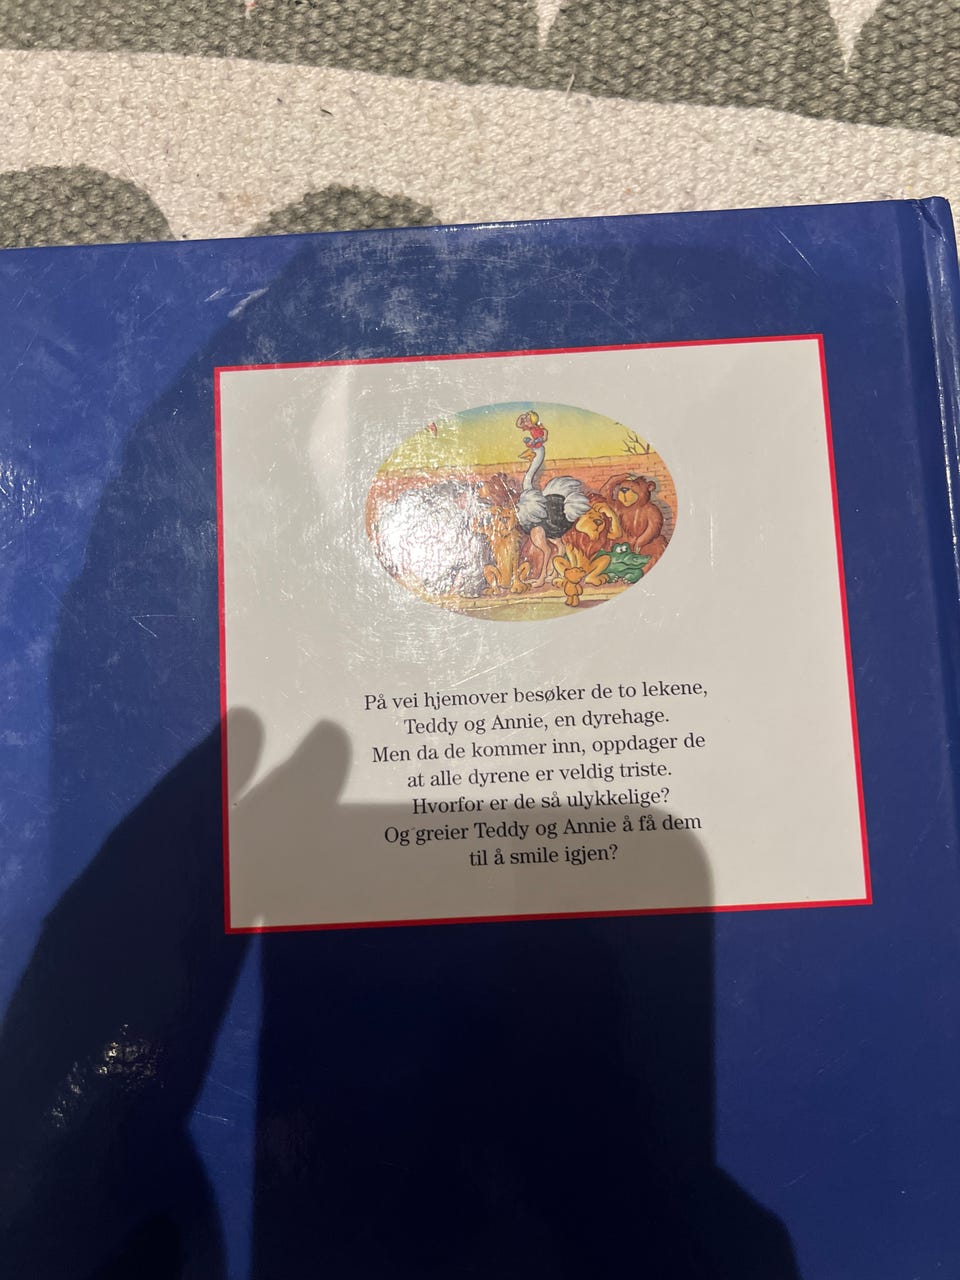 På vei hjemover besøker de to lekene,
Teddy og Annie, en dyrehage.
Men da de kommer inn, oppdager de
at alle dyrene er veldig triste.
Hvorfor er de så ulykkelige?
Og greier Teddy og Annie å få dem
til å smile igjen?